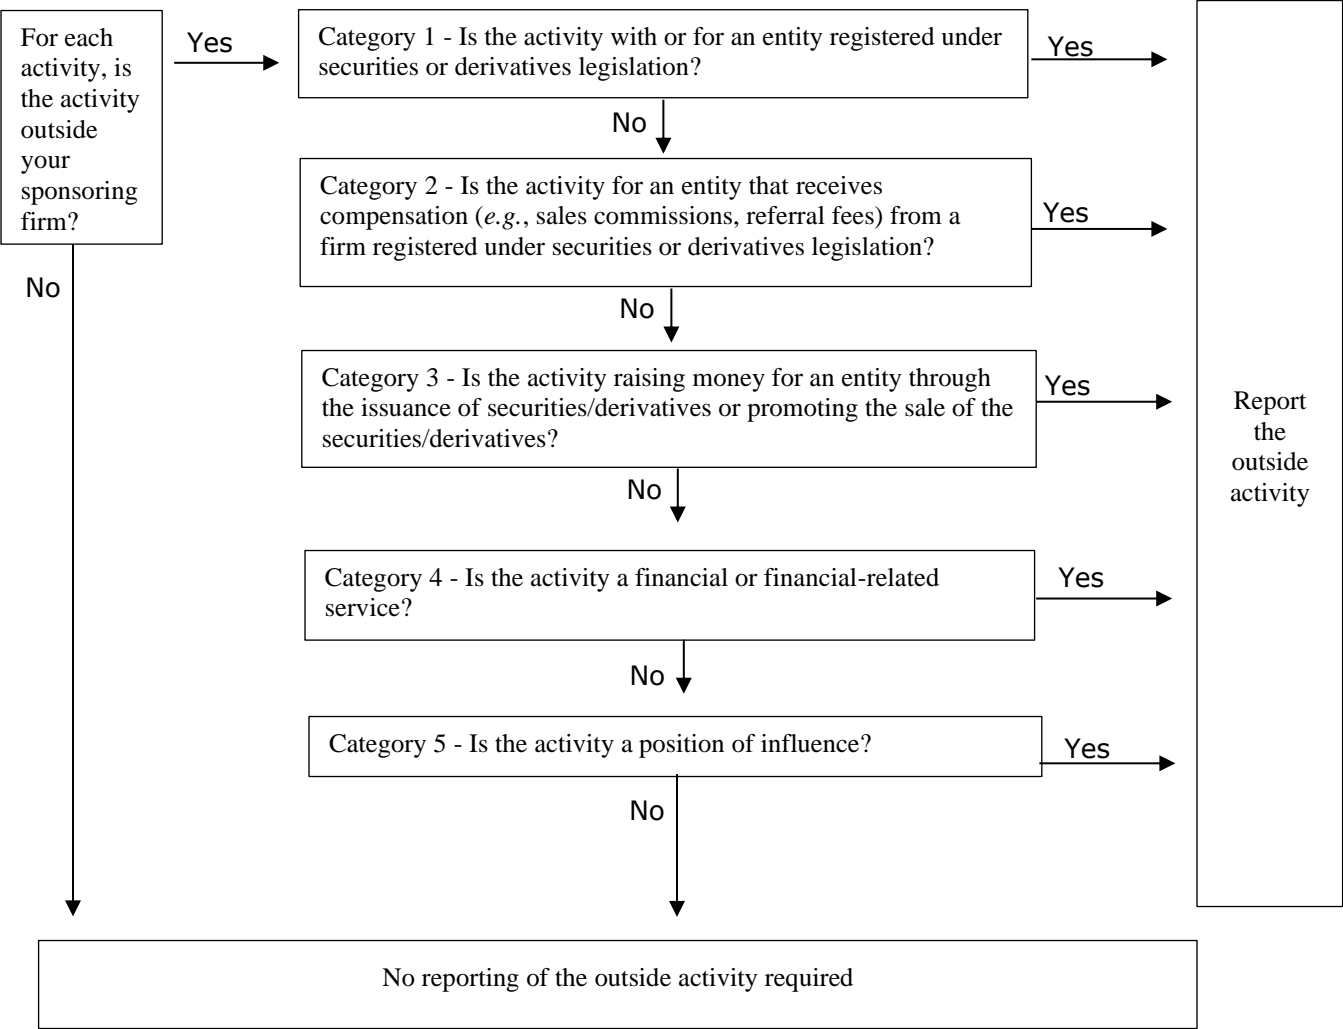 For each
activity, is
the activity
outside
your
sponsoring
firm?
Yes
Category 1 - Is the activity with or for an entity registered under
securities or derivatives legislation?
Yes
No
Category 2 - Is the activity for an entity that receives
compensation (e.g., sales commissions, referral fees) from a
firm registered under securities or derivatives legislation?
Yes
No
No
Category 3 - Is the activity raising money for an entity through
the issuance of securities/derivatives or promoting the sale of the
securities/derivatives?
Yes
Report
the
outside
activity
No
Category 4 - Is the activity a financial or financial-related
service?
Yes
No
Category 5 - Is the activity a position of influence?
Yes
No
No reporting of the outside activity required